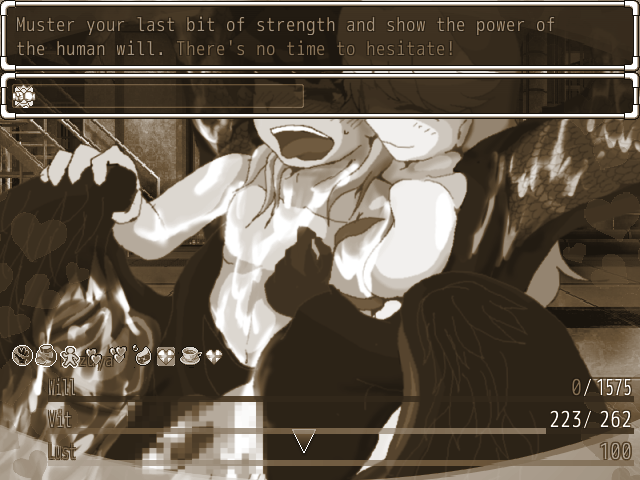 Muster your last bit of strength and show the power of
the human will. There's no time to hesitate!
Will 0/1575
Vit 223/ 262
Lust 100